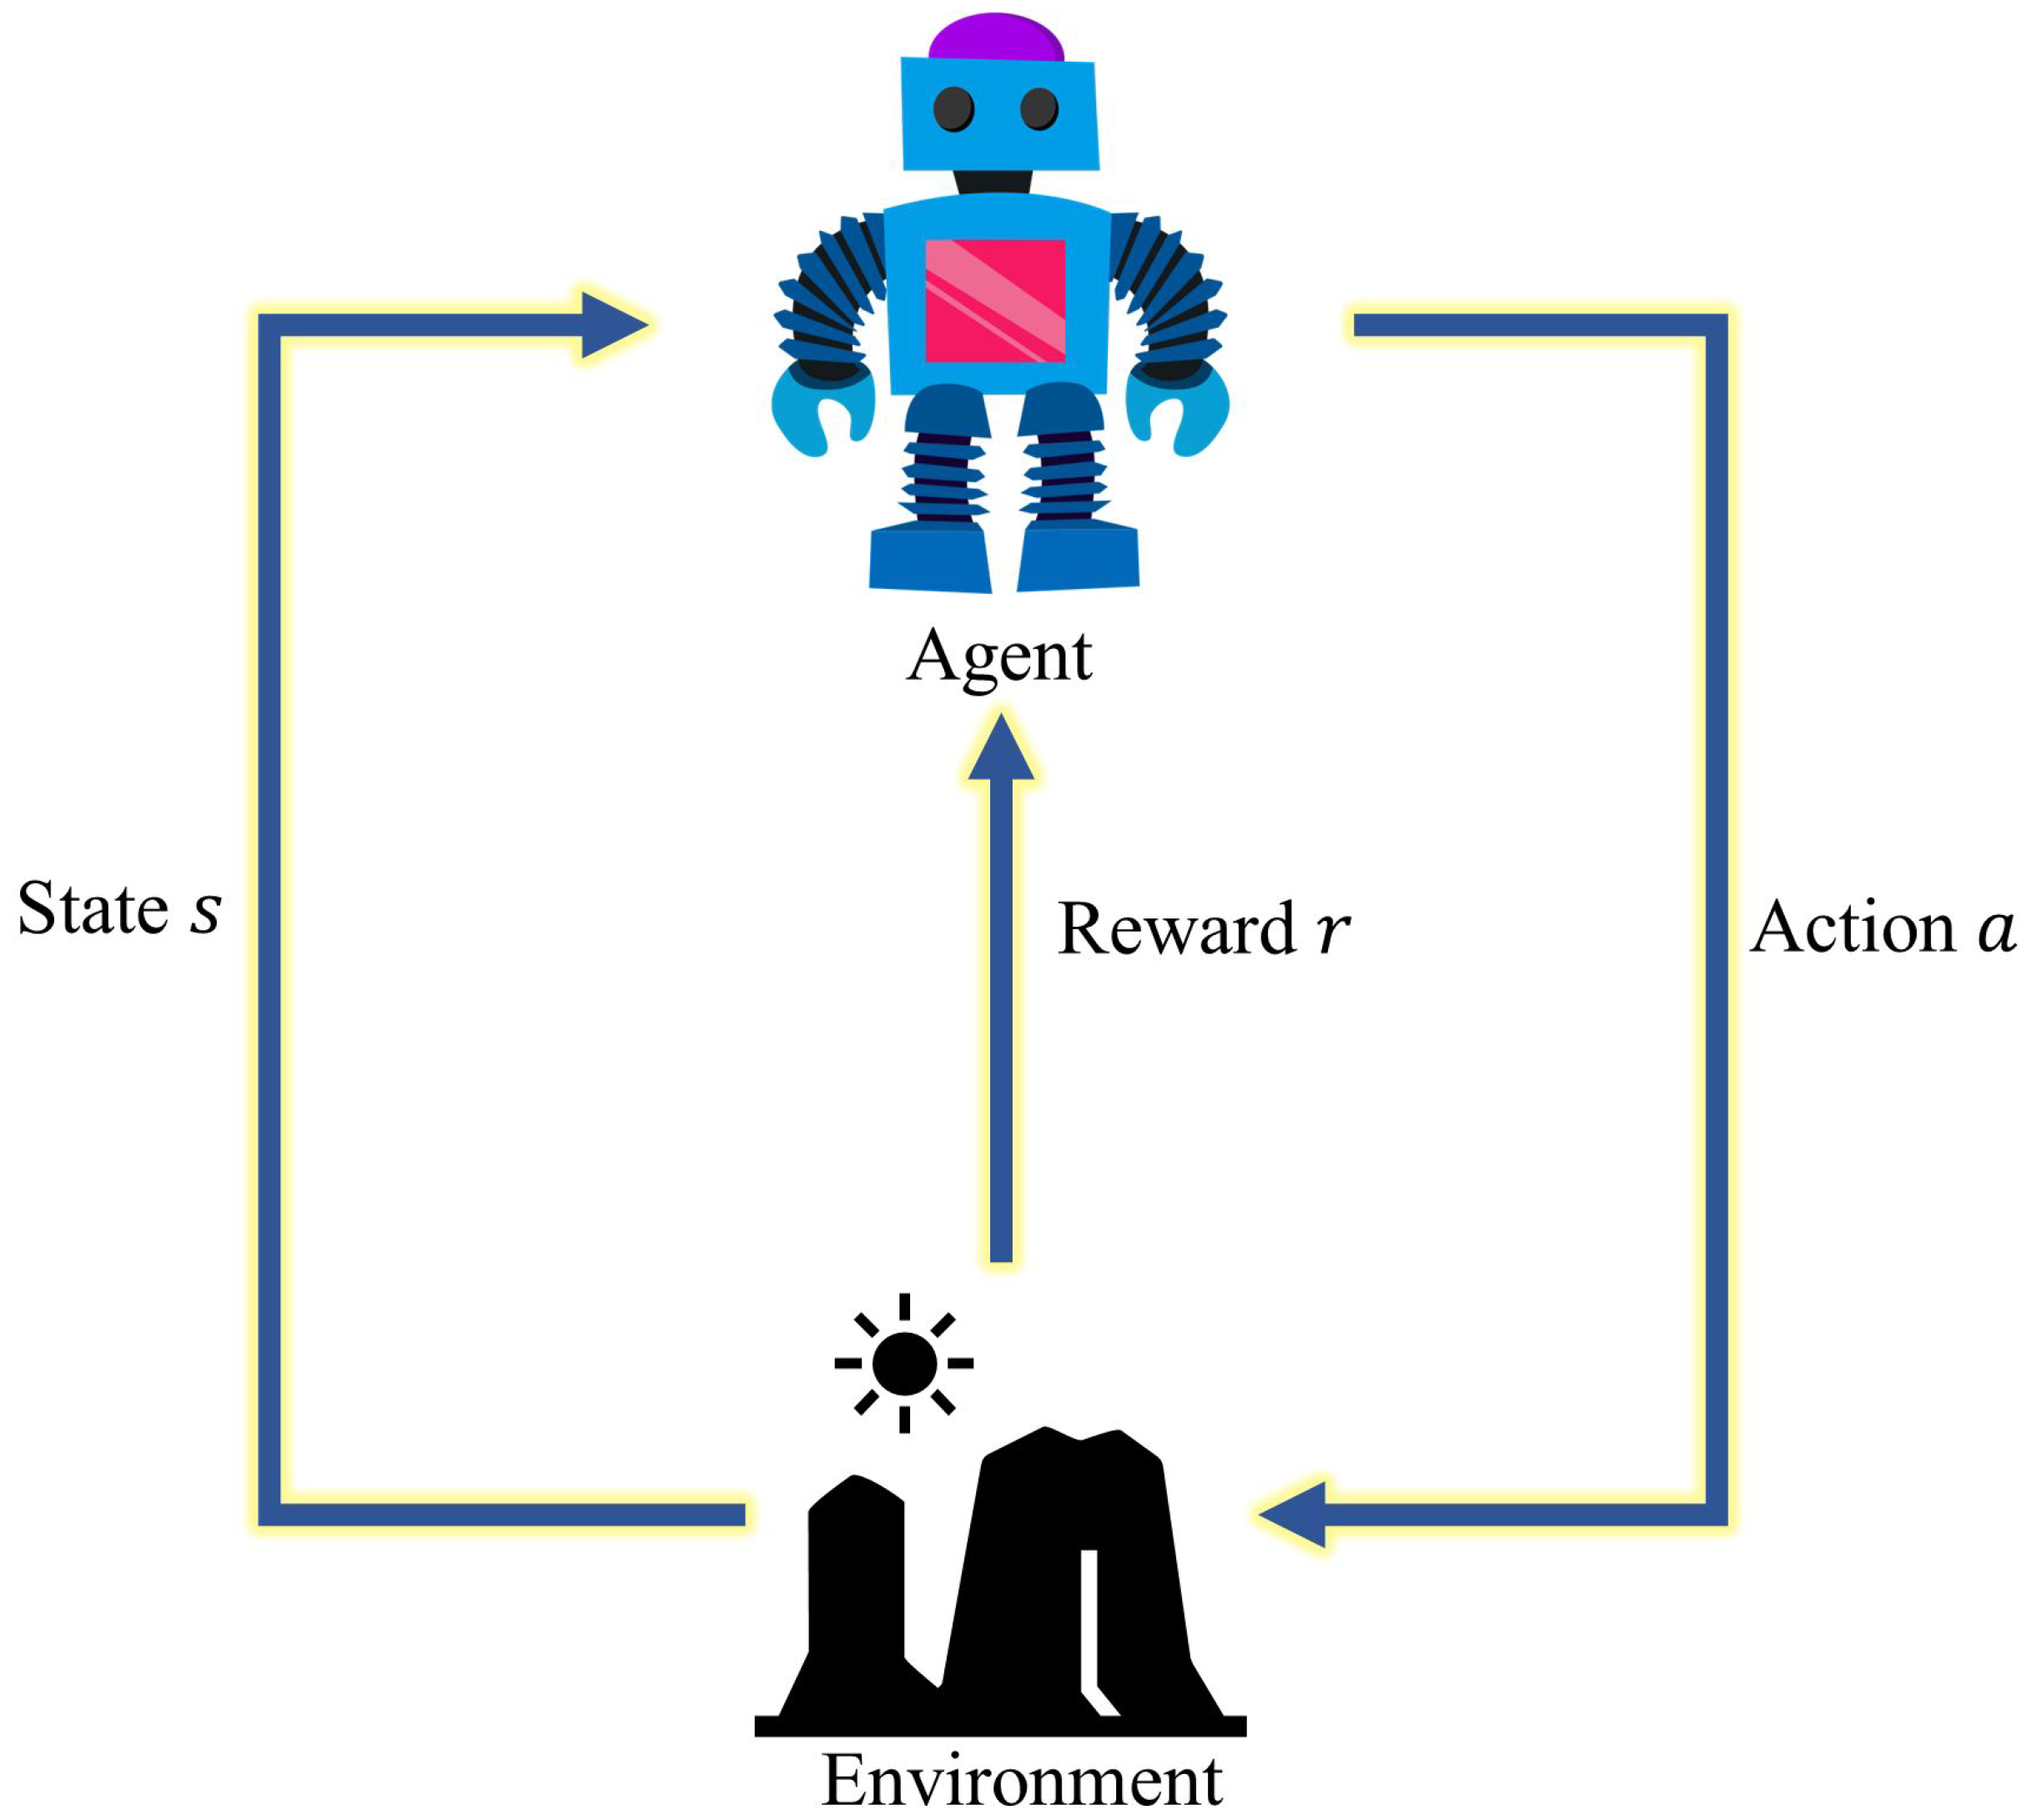 Agent
State s
Reward r
Action a
Environment